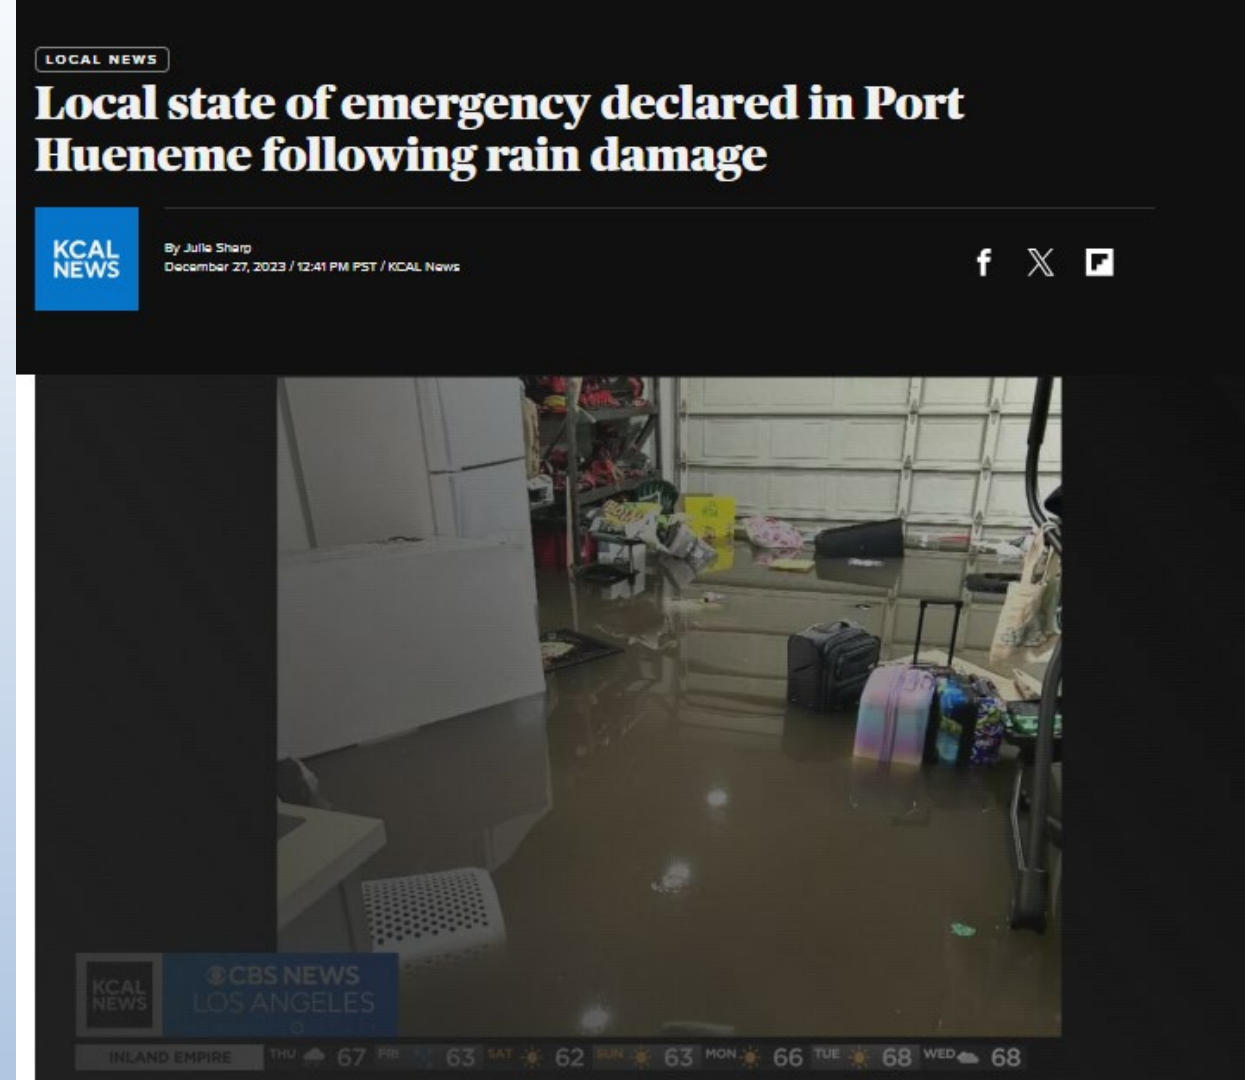 LOCAL NEWS
Local state of emergency declared in Port
Hueneme following rain damage
KCAL
NEWS
By Julie Sharp
December 27, 2023 / 12:41 PM PST / KCAL News
KCAL
NEWS
CBS NEWS
LOS ANGELES
INLAND EMPIRE THU 67 FRI 63 SAT 62 SUN 63 MON 66 TUE 68 WED 68